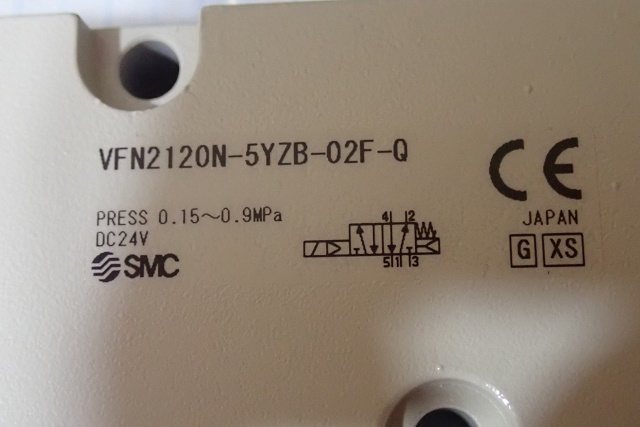 VFN2120N-5YZB-02F-Q
CE
PRESS 0.15～0.9MPa
DC24V
SMC
4 2
5 1 3
JAPAN
G XS